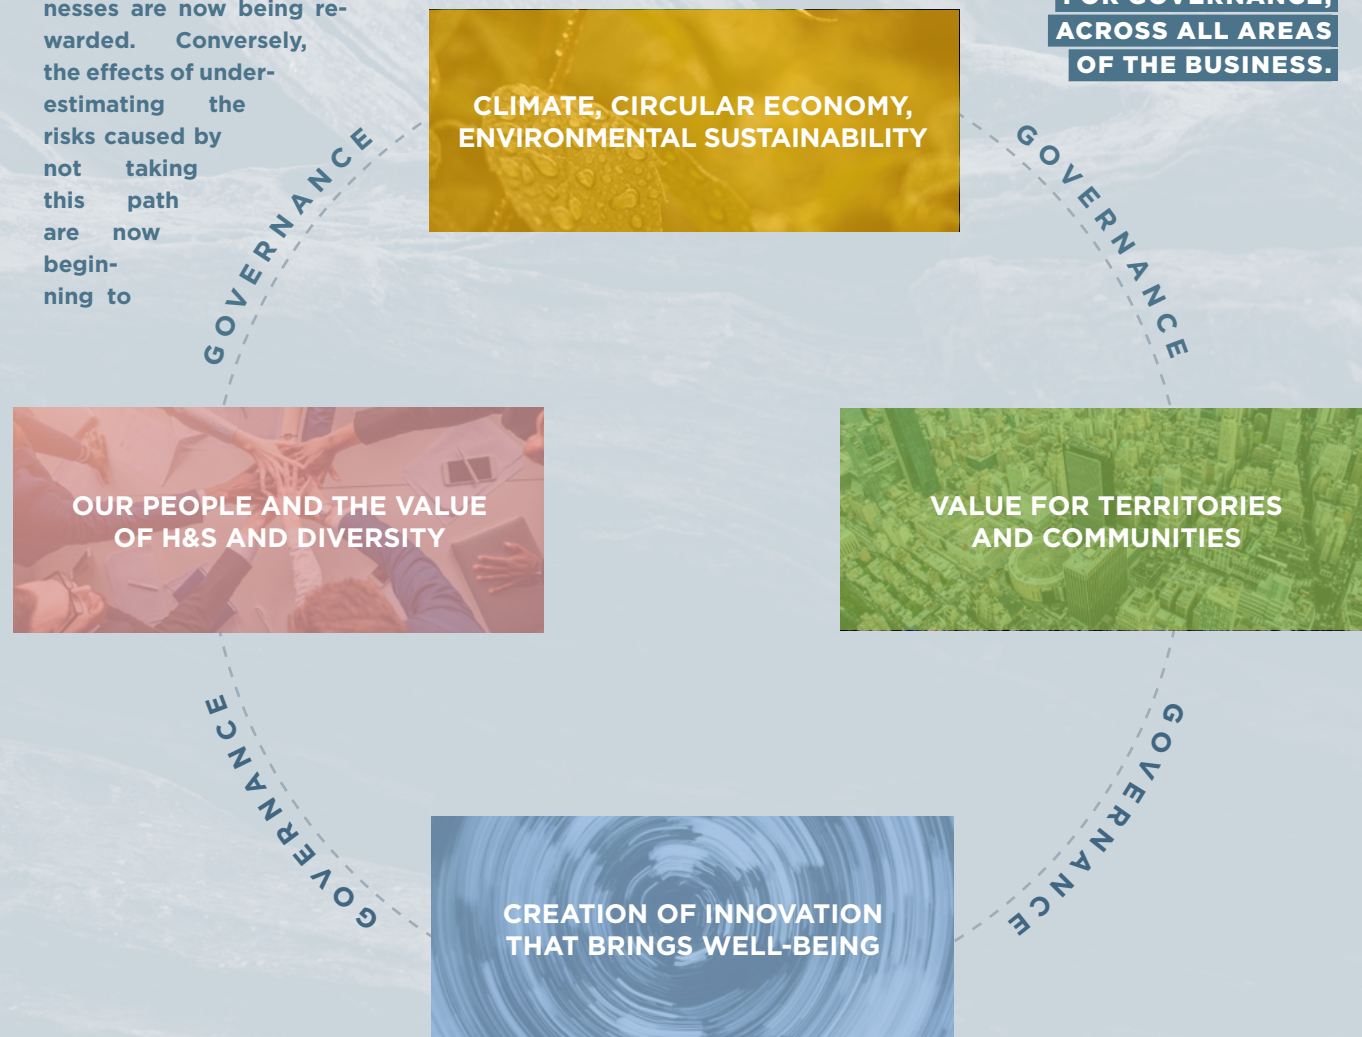 nesses are now being re-
warded. Conversely,
the effects of under-
estimating the
risks caused by
not taking
this path
are now
begin-
ning to
FOR GOVERNANCE,
ACROSS ALL AREAS
OF THE BUSINESS.
CLIMATE, CIRCULAR ECONOMY,
ENVIRONMENTAL SUSTAINABILITY
GOVERNANCE
GOVERNANCE
OUR PEOPLE AND THE VALUE
OF H&S AND DIVERSITY
VALUE FOR TERRITORIES
AND COMMUNITIES
GOVERNANCE
GOVERNANCE
CREATION OF INNOVATION
THAT BRINGS WELL-BEING